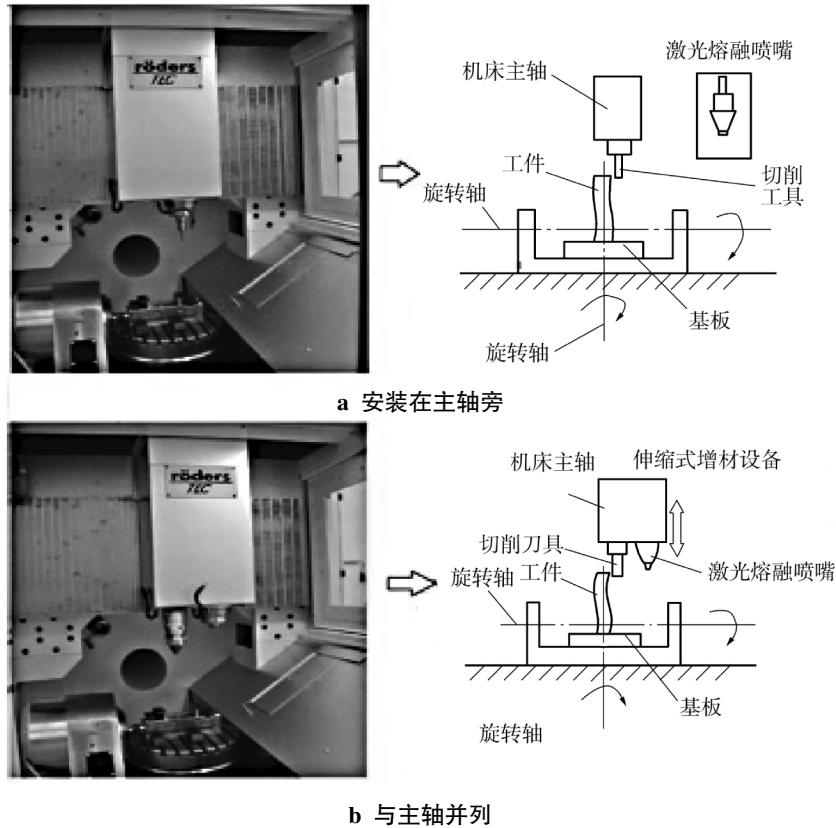 röders
TEC
激光熔融喷嘴
机床主轴
工件
切削
工具
旋转轴
基板
旋转轴
a 安装在主轴旁
röders
TEC
机床主轴
伸缩式增材设备
切削刀具
旋转轴
工件
激光熔融喷嘴
基板
旋转轴
b 与主轴并列